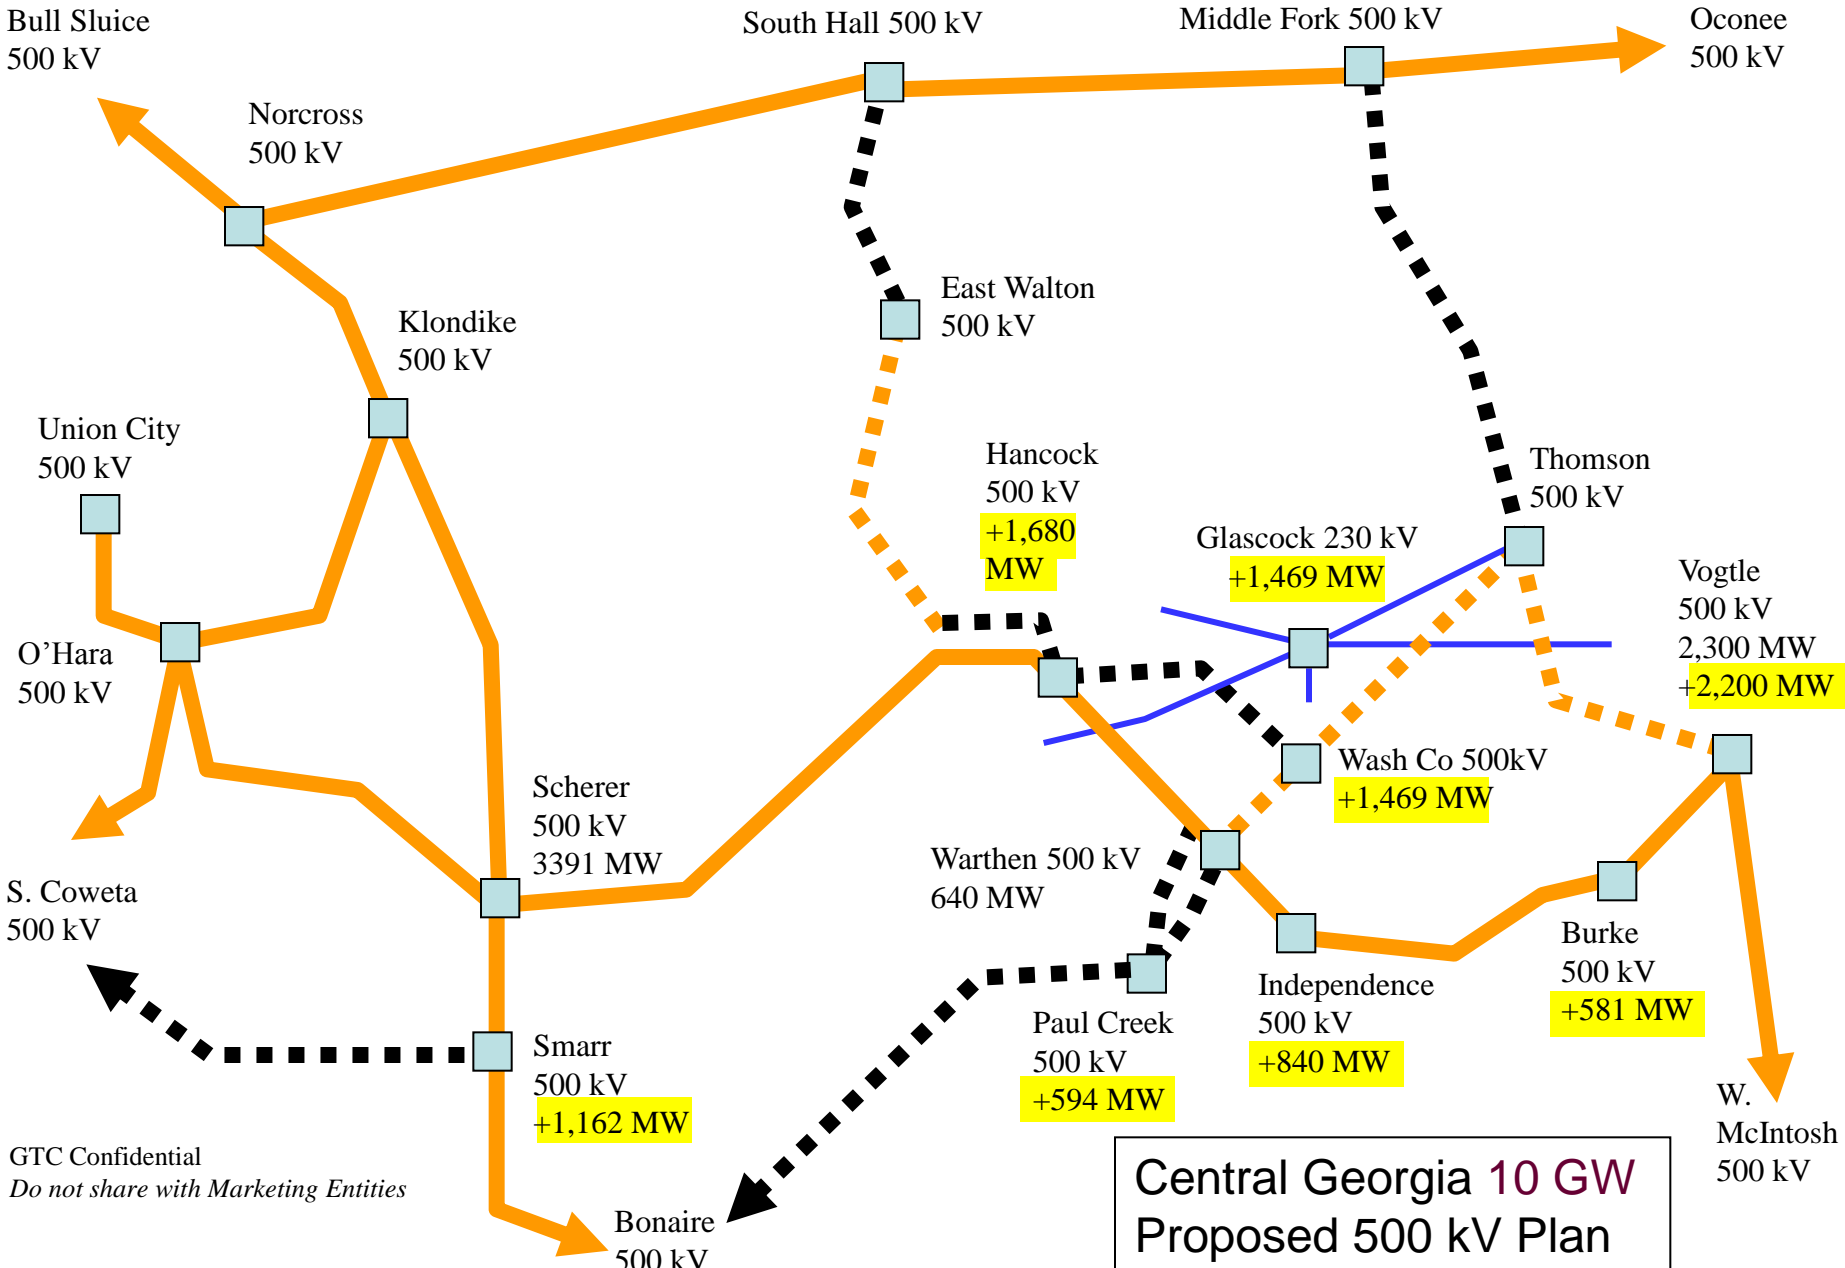 Bull Sluice
500 kV
South Hall 500 kV
Middle Fork 500 kV
Oconee
500 kV
Norcross
500 kV
East Walton
500 kV
Klondike
500 kV
Union City
500 kV
Hancock
500 kV
+1,680
MW
Glascock 230 kV
+1,469 MW
Thomson
500 kV
Vogtle
500 kV
2,300 MW
+2,200 MW
O’Hara
500 kV
Wash Co 500kV
+1,469 MW
Scherer
500 kV
3391 MW
Warthen 500 kV
640 MW
S. Coweta
500 kV
Burke
500 kV
+581 MW
Independence
500 kV
+840 MW
Paul Creek
500 kV
+594 MW
Smarr
500 kV
+1,162 MW
W.
McIntosh
500 kV
GTC Confidential
Do not share with Marketing Entities
Bonaire
500 kV
Central Georgia 10 GW
Proposed 500 kV Plan